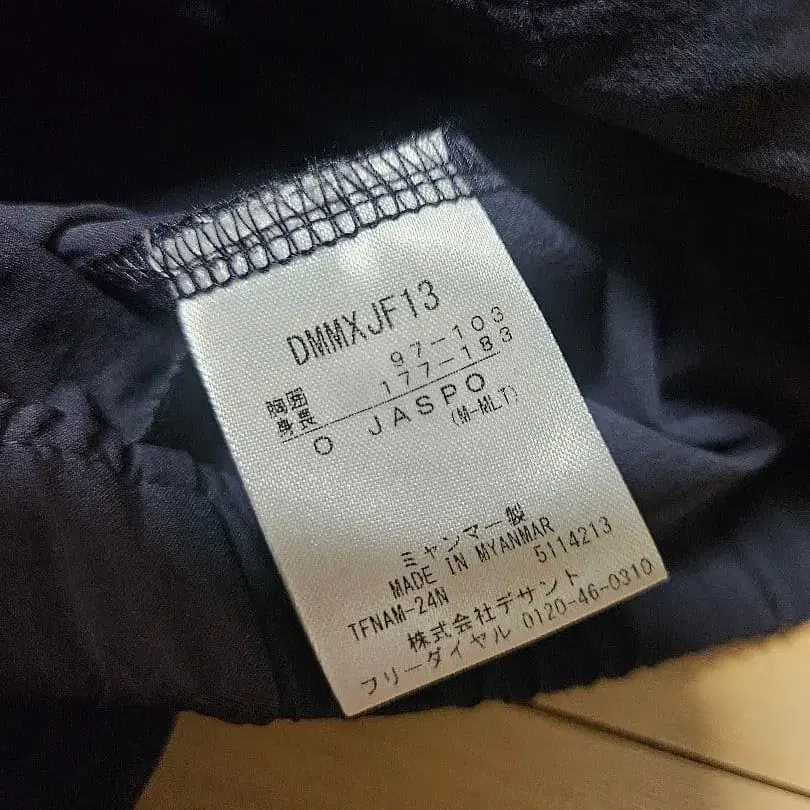 DMMXJF13
胸囲 97-103
身長 177-183
O JASPO
(M-MLT)
ミャンマー製
MADE IN MYANMAR
TFNAM-24N 5114213
株式会社デサント
フリーダイヤル 0120-46-0310